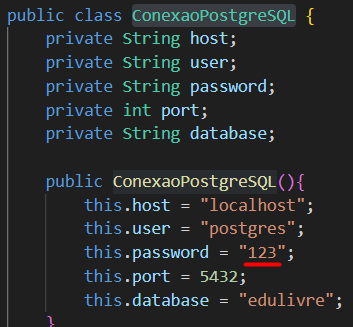 public class ConexaoPostgreSQL {
private String host;
private String user;
private String password;
private int port;
private String database;
public ConexaoPostgreSQL(){
this.host = "localhost";
this.user = "postgres";
this.password = "123";
this.port = 5432;
this.database = "edulivre";
}